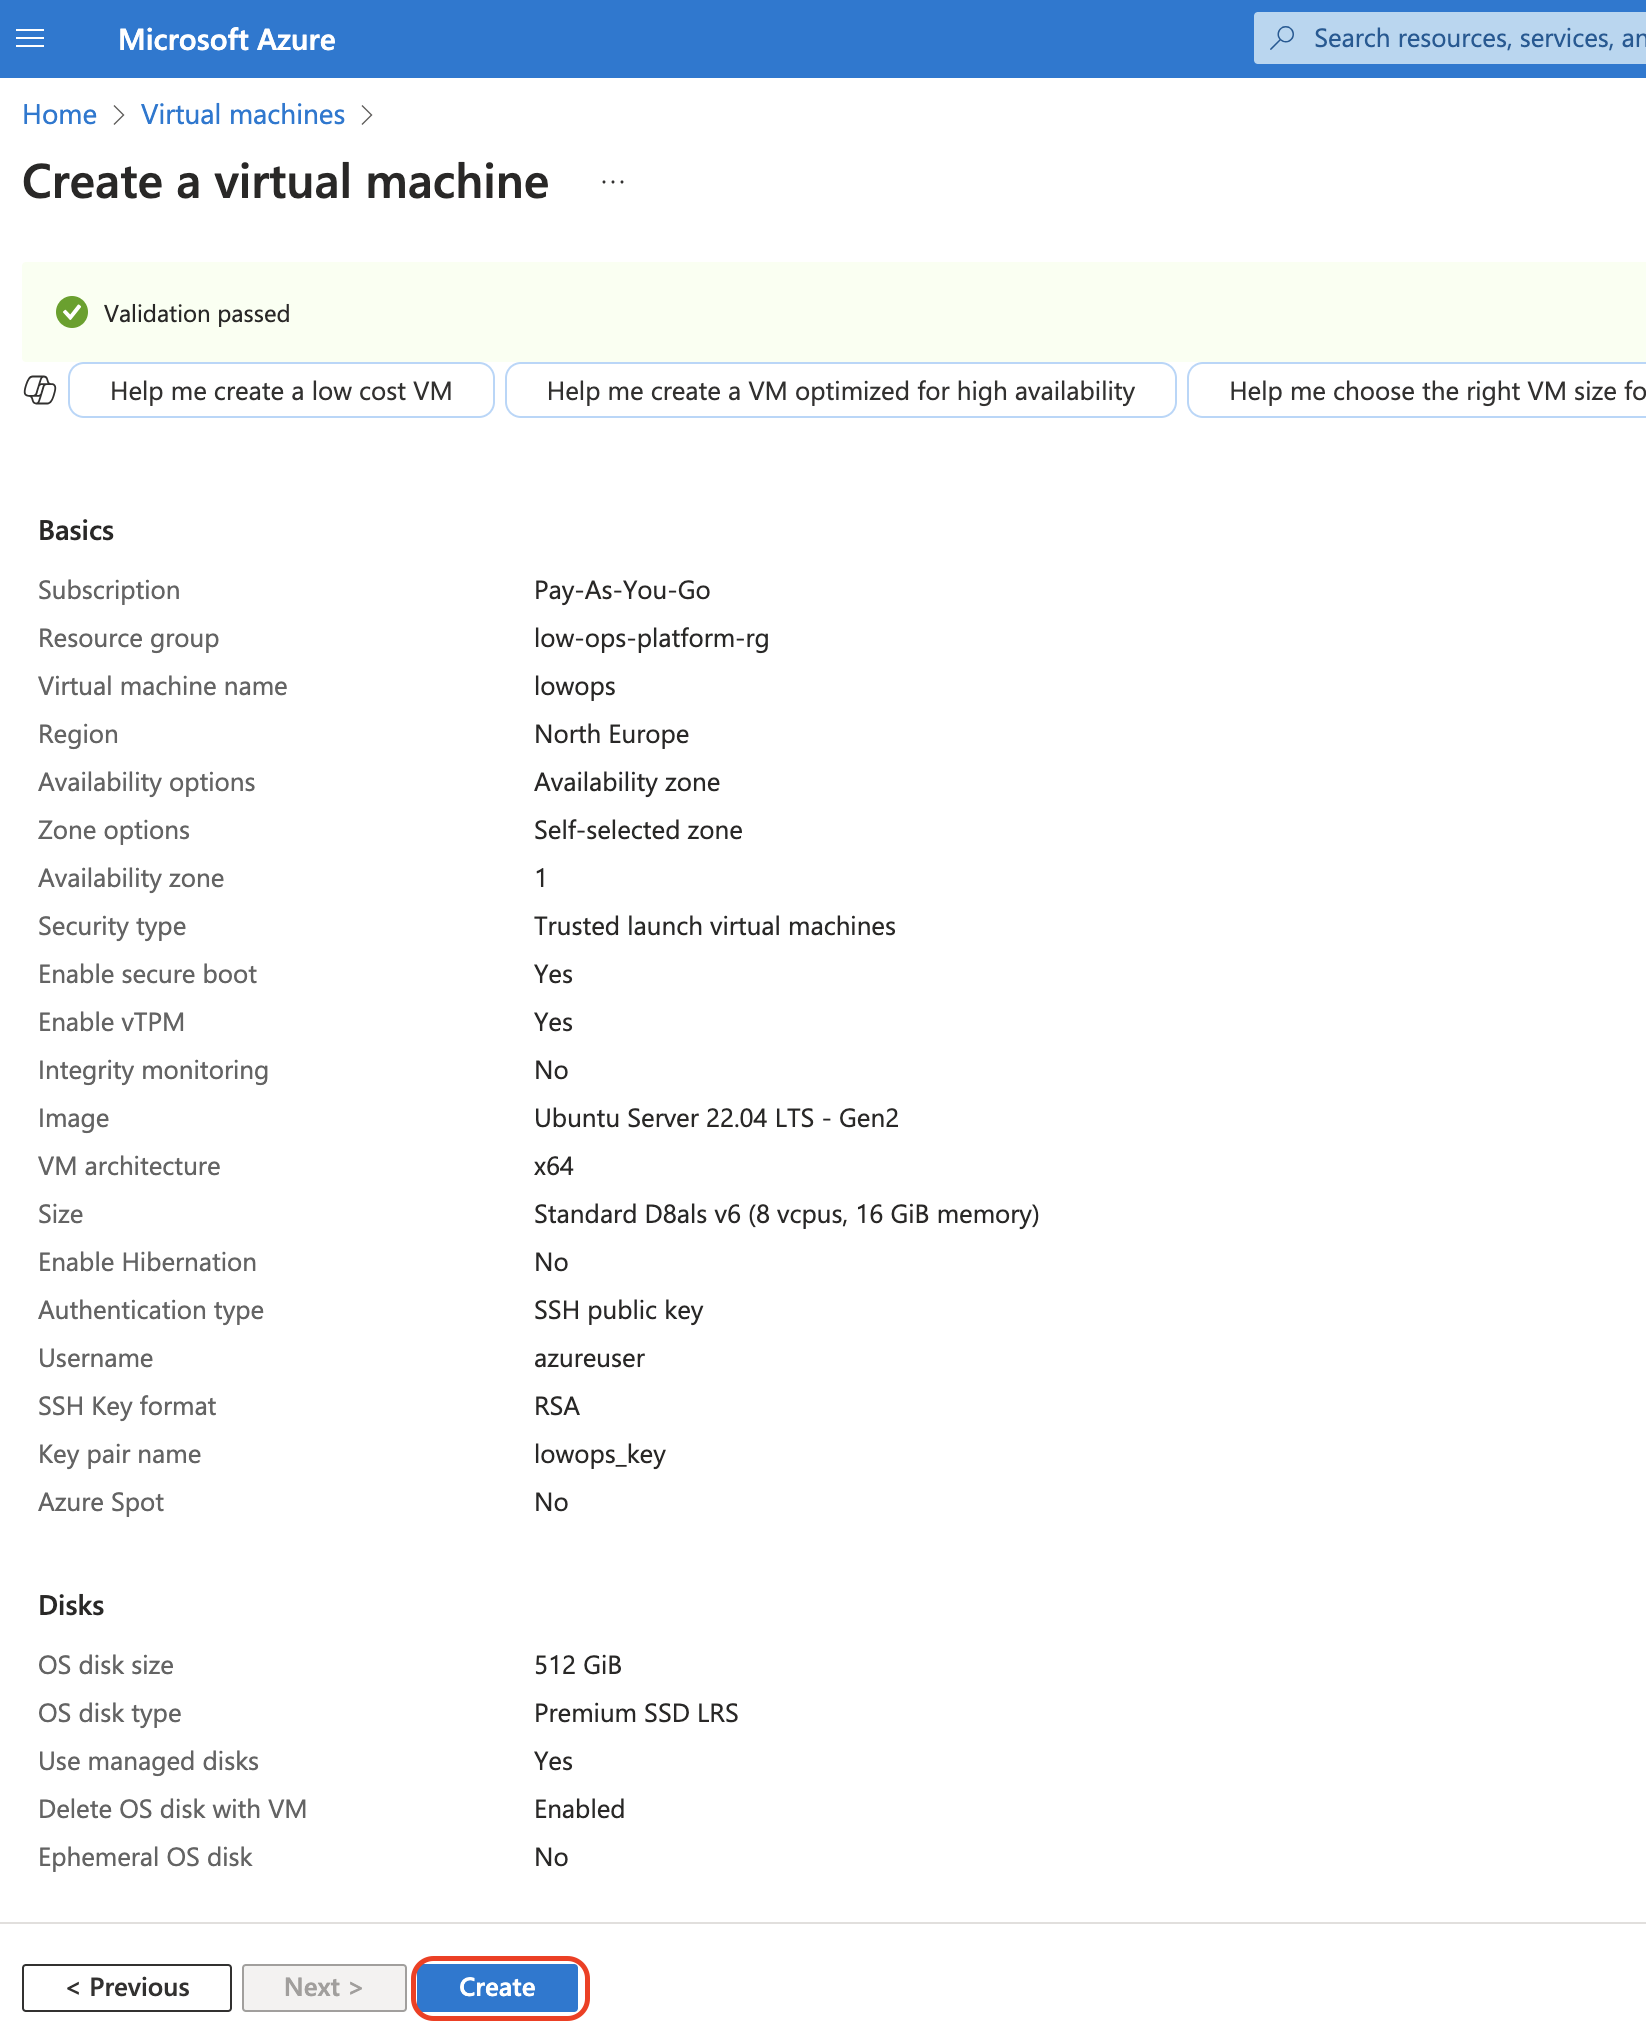 Microsoft Azure
Search resources, services, an
Home > Virtual machines >
Create a virtual machine ...
Validation passed
Help me create a low cost VM
Help me create a VM optimized for high availability
Help me choose the right VM size fo
Basics
Subscription Pay-As-You-Go
Resource group low-ops-platform-rg
Virtual machine name lowops
Region North Europe
Availability options Availability zone
Zone options Self-selected zone
Availability zone 1
Security type Trusted launch virtual machines
Enable secure boot Yes
Enable vTPM Yes
Integrity monitoring No
Image Ubuntu Server 22.04 LTS - Gen2
VM architecture x64
Size Standard D8als v6 (8 vcpus, 16 GiB memory)
Enable Hibernation No
Authentication type SSH public key
Username azureuser
SSH Key format RSA
Key pair name lowops_key
Azure Spot No
Disks
OS disk size 512 GiB
OS disk type Premium SSD LRS
Use managed disks Yes
Delete OS disk with VM Enabled
Ephemeral OS disk No
< Previous
Next >
Create